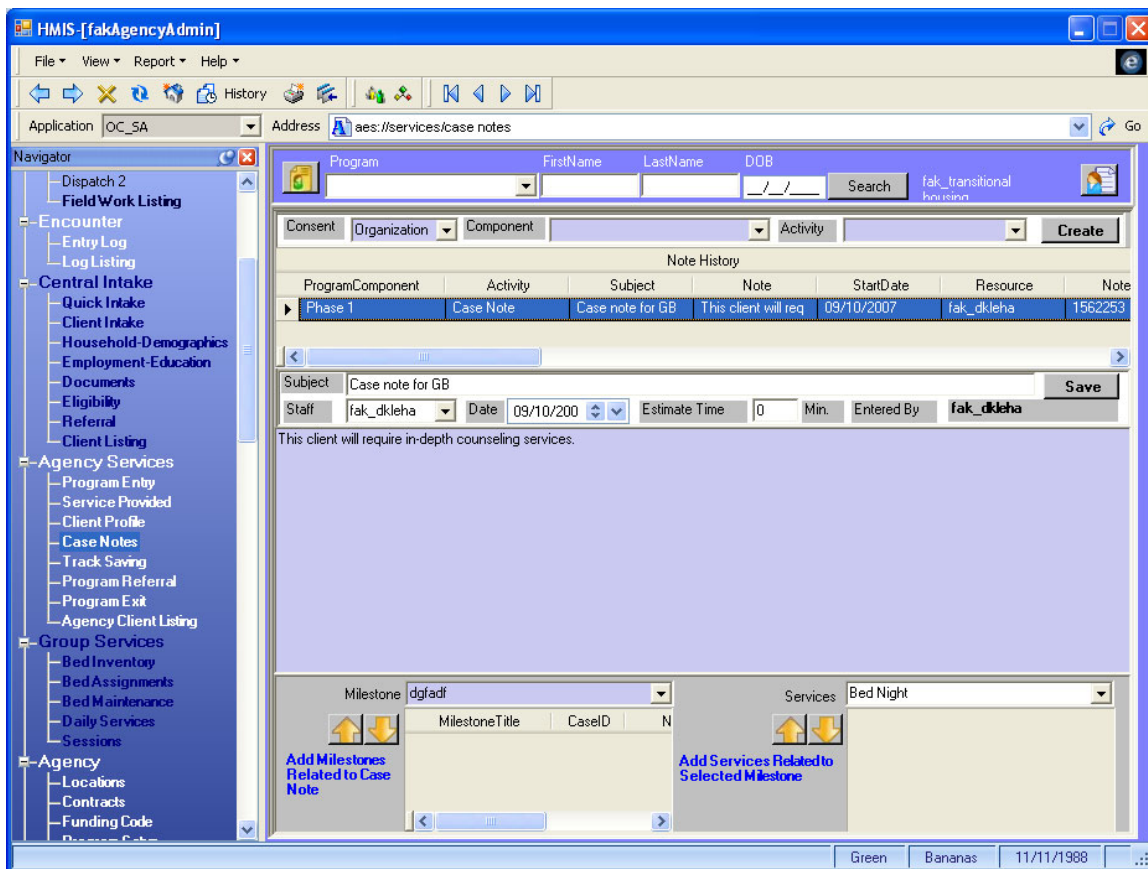 HMIS-[fakAgencyAdmin]
File View Report Help
History
Application OC_SA Address aes://services/case notes Go
Navigator
Dispatch 2
Field Work Listing
Encounter
Entry Log
Log Listing
Central Intake
Quick Intake
Client Intake
Household-Demographics
Employment-Education
Documents
Eligibility
Referral
Client Listing
Agency Services
Program Entry
Service Provided
Client Profile
Case Notes
Track Saving
Program Referral
Program Exit
Agency Client Listing
Group Services
Bed Inventory
Bed Assignments
Bed Maintenance
Daily Services
Sessions
Agency
Locations
Contracts
Funding Code
Program FirstName LastName DOB
_/_/___ Search fak_transitional
housing
Consent Organization Component Activity Create
Note History
ProgramComponent Activity Subject Note StartDate Resource Note
Phase 1 Case Note Case note for GB This client will req 09/10/2007 fak_dkleha 1562253
Subject Case note for GB Save
Staff fak_dkleha Date 09/10/200 Estimate Time 0 Min. Entered By fak_dkleha
This client will require in-depth counseling services.
Milestone dgfadf
MilestoneTitle CaseID N
Add Milestones
Related to Case
Note
Services Bed Night
Add Services Related to
Selected Milestone
Green Bananas 11/11/1988